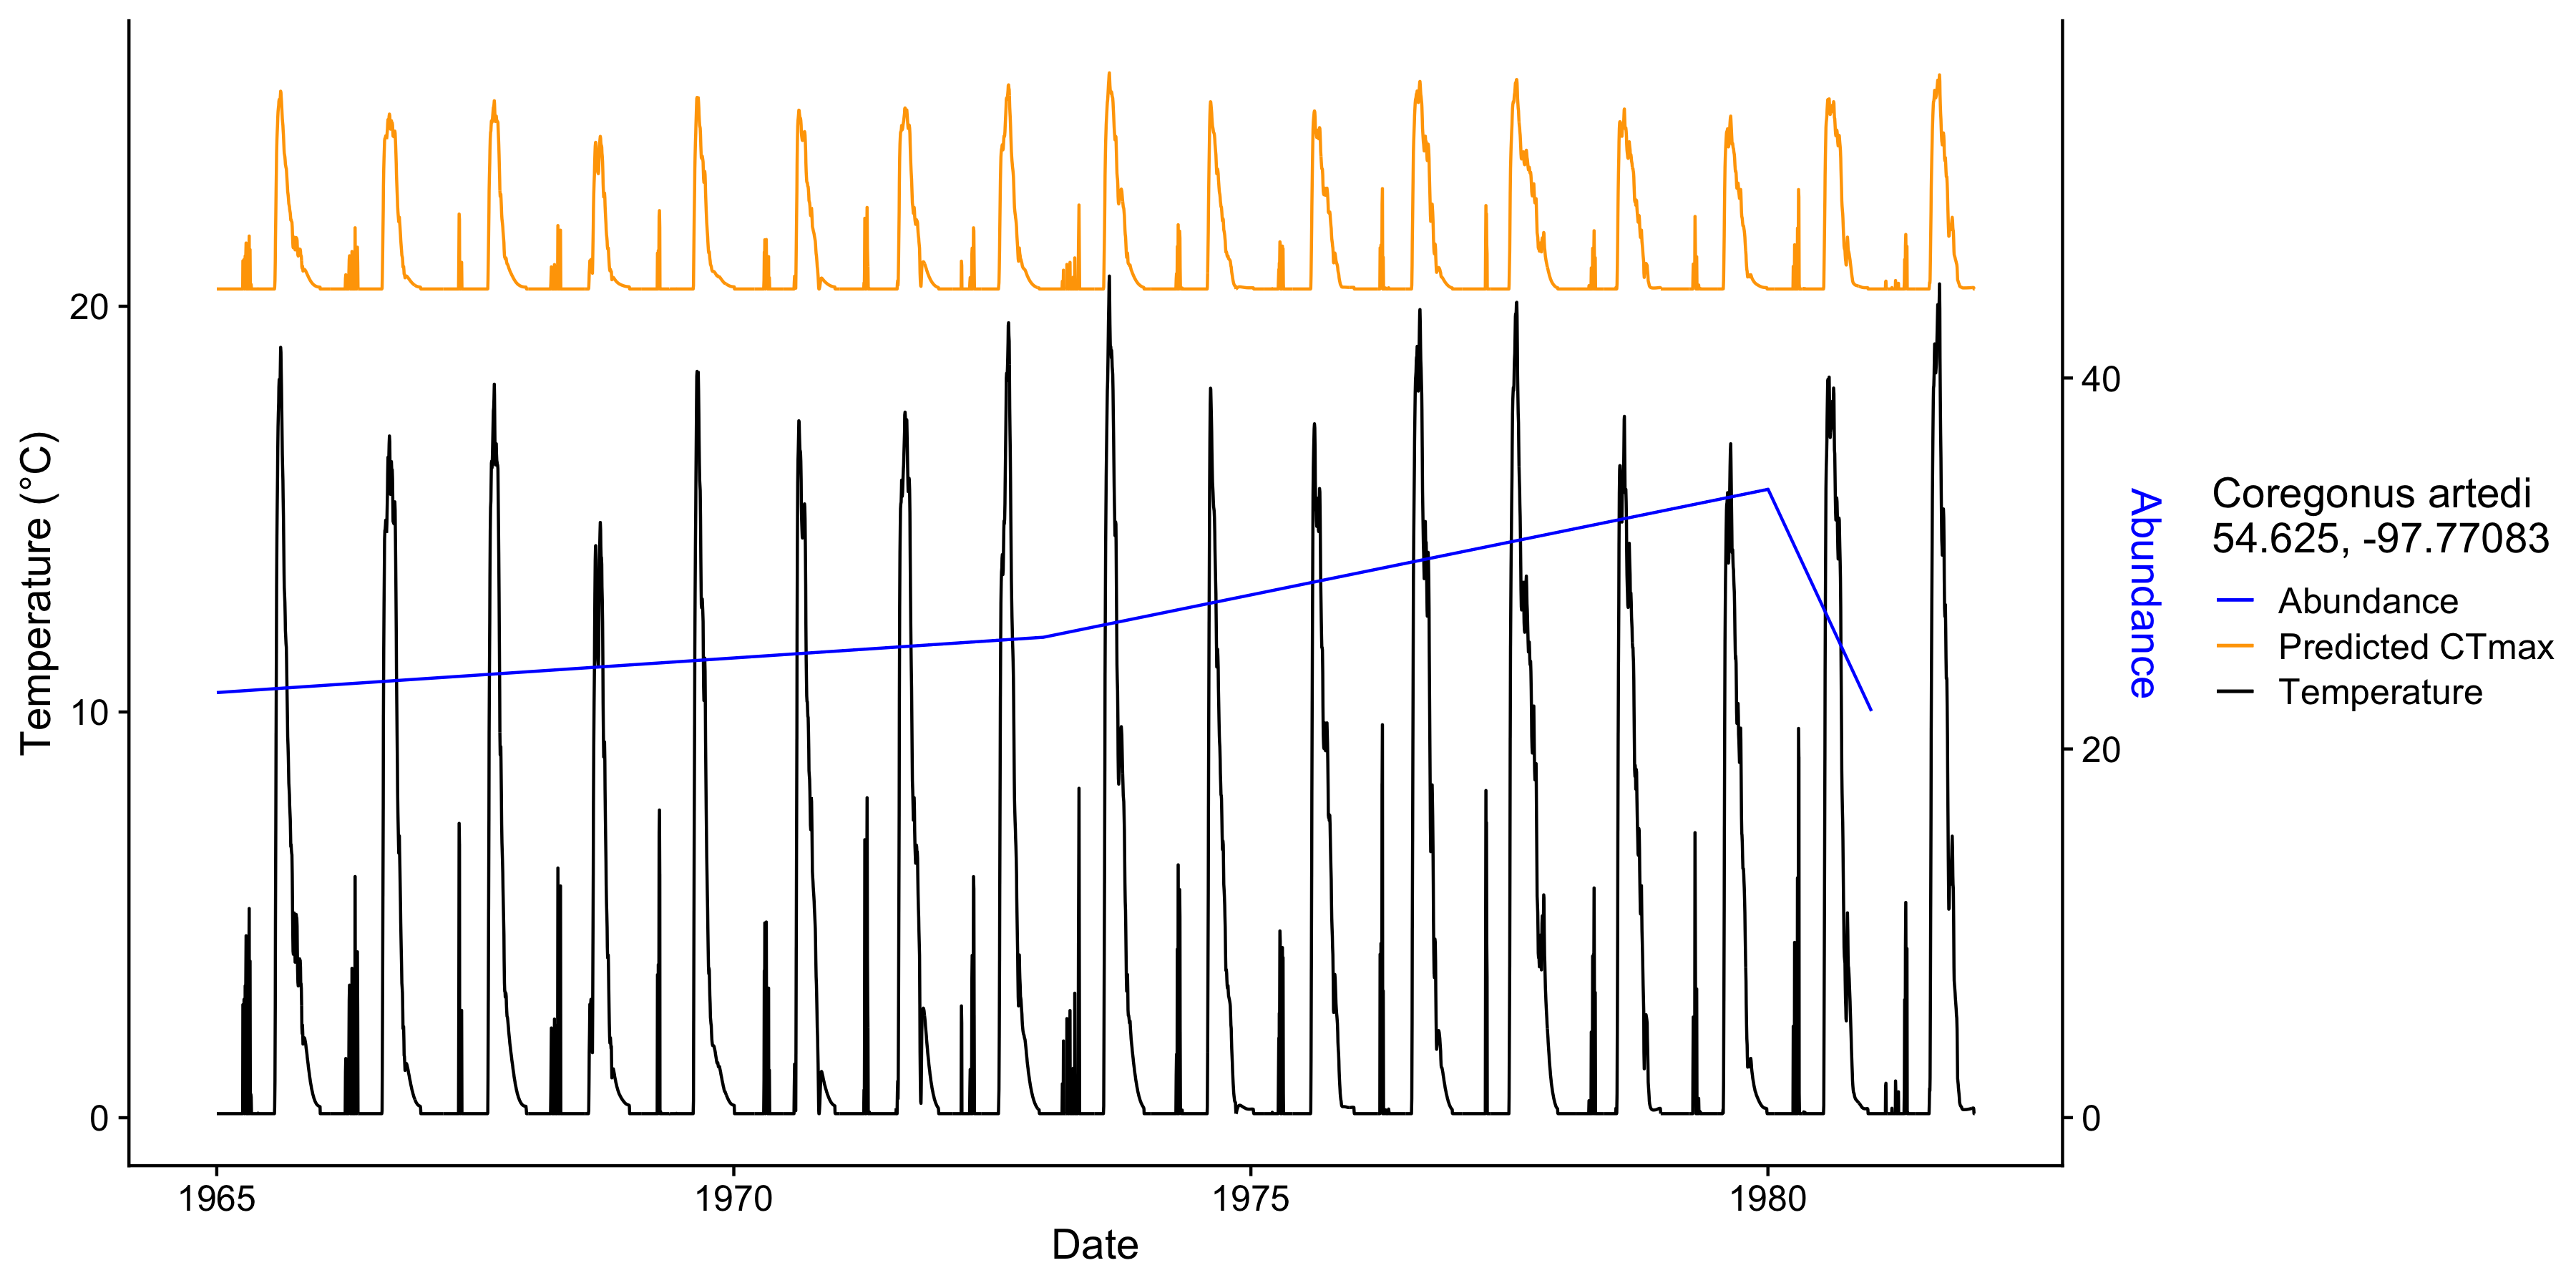 Temperature (°C)
20
10
0
1965
1970
1975
1980
Date
40
20
0
Abundance
Coregonus artedi
54.625, -97.77083
Abundance
Predicted CTmax
Temperature